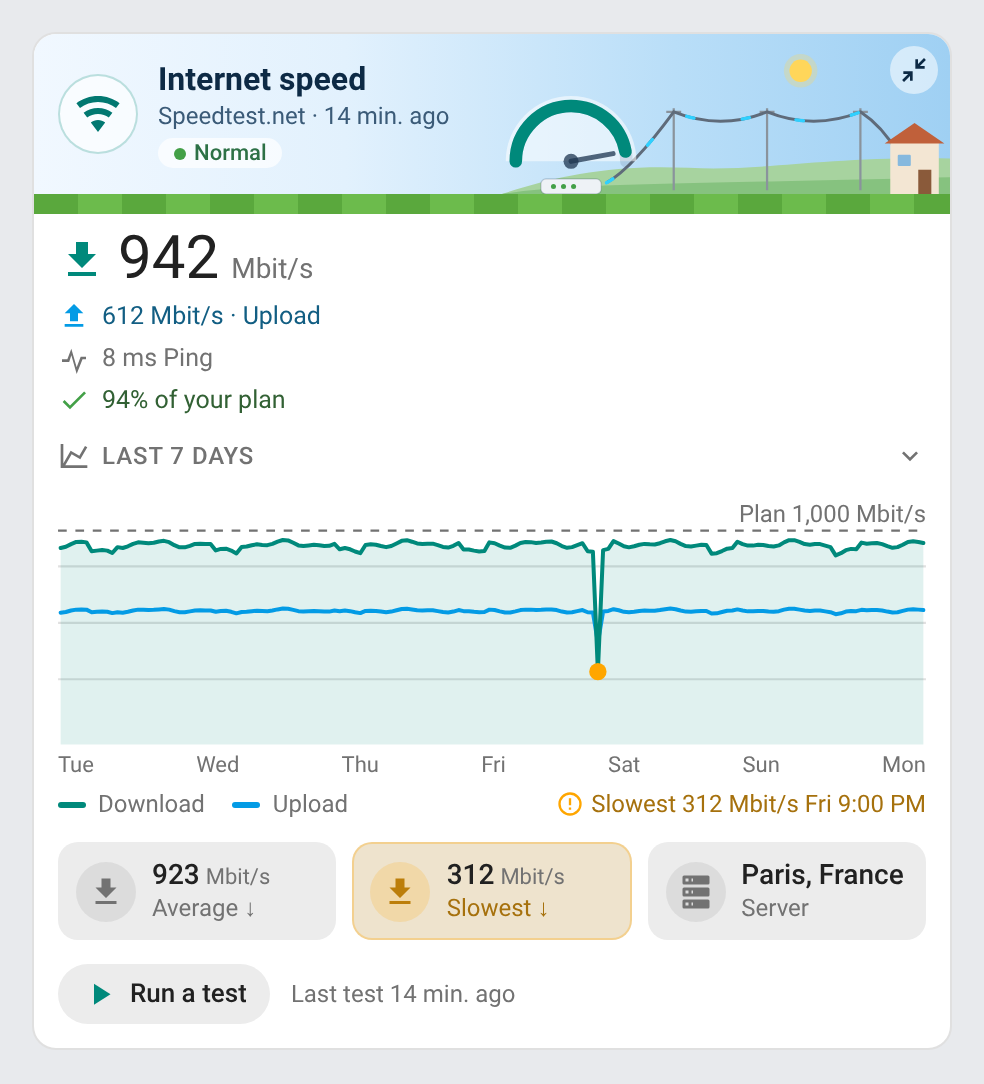 Internet speed
Speedtest.net · 14 min. ago
Normal
942 Mbit/s
612 Mbit/s · Upload
8 ms Ping
94% of your plan
LAST 7 DAYS
Plan 1,000 Mbit/s
Tue Wed Thu Fri Sat Sun Mon
Download Upload Slowest 312 Mbit/s Fri 9:00 PM
923 Mbit/s
Average ↓
312 Mbit/s
Slowest ↓
Paris, France
Server
Run a test Last test 14 min. ago